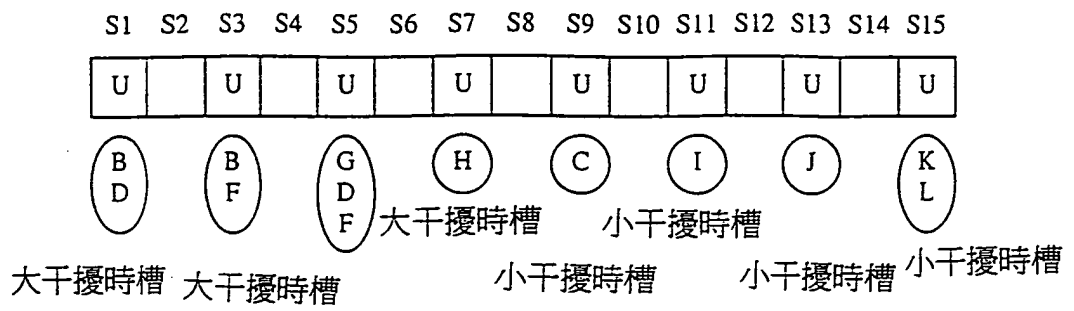 S1 S2 S3 S4 S5 S6 S7 S8 S9 S10 S11 S12 S13 S14 S15
U U U U U U U U
B B G H C I J K
D F D L
F
大干擾時槽 小干擾時槽
大干擾時槽 大干擾時槽 小干擾時槽 小干擾時槽 小干擾時槽